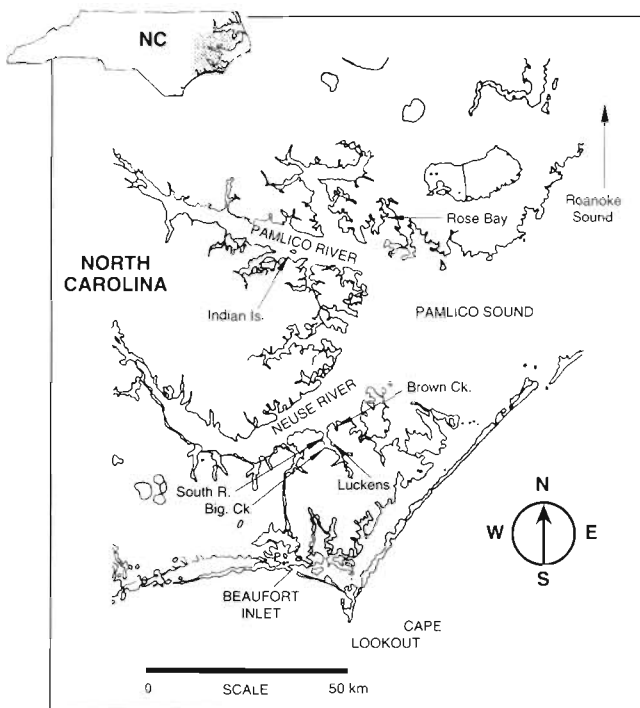 NC
Rose Bay
Roanoke
Sound
PAMLICO RIVER
NORTH
CAROLINA
Indian Is.
PAMLICO SOUND
Brown Ck.
NEUSE RIVER
South R.
Big. Ck
Luckens
N
W E
S
BEAUFORT
INLET
CAPE
LOOKOUT
0 SCALE 50 km